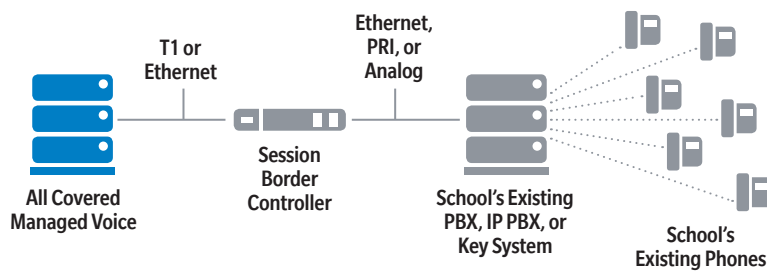 T1 or
Ethernet
Ethernet,
PRI, or
Analog
All Covered
Managed Voice
Session
Border
Controller
School's Existing
PBX, IP PBX, or
Key System
School's
Existing Phones